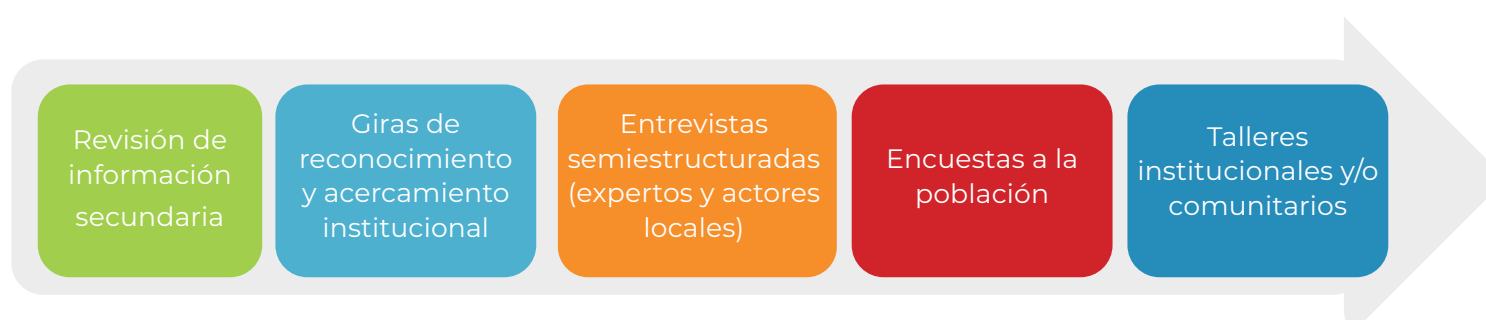 Revisión de
información
secundaria
Giras de
reconocimiento
y acercamiento
institucional
Entrevistas
semiestructuradas
(expertos y actores
locales)
Encuestas a la
población
Talleres
institucionales y/o
comunitarios